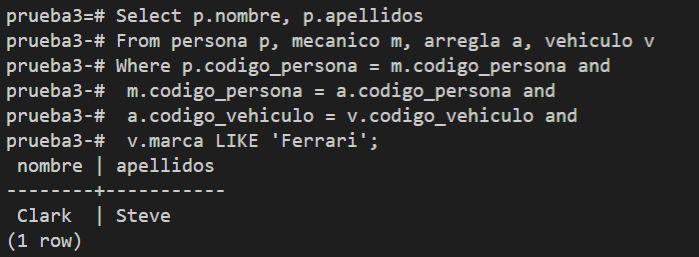 prueba3=# Select p.nombre, p.apellidos
prueba3-# From persona p, mecanico m, arregla a, vehiculo v
prueba3-# Where p.codigo_persona = m.codigo_persona and
prueba3-#  m.codigo_persona = a.codigo_persona and
prueba3-#  a.codigo_vehiculo = v.codigo_vehiculo and
prueba3-#  v.marca LIKE 'Ferrari';
 nombre | apellidos
--------+-----------
 Clark  | Steve
(1 row)